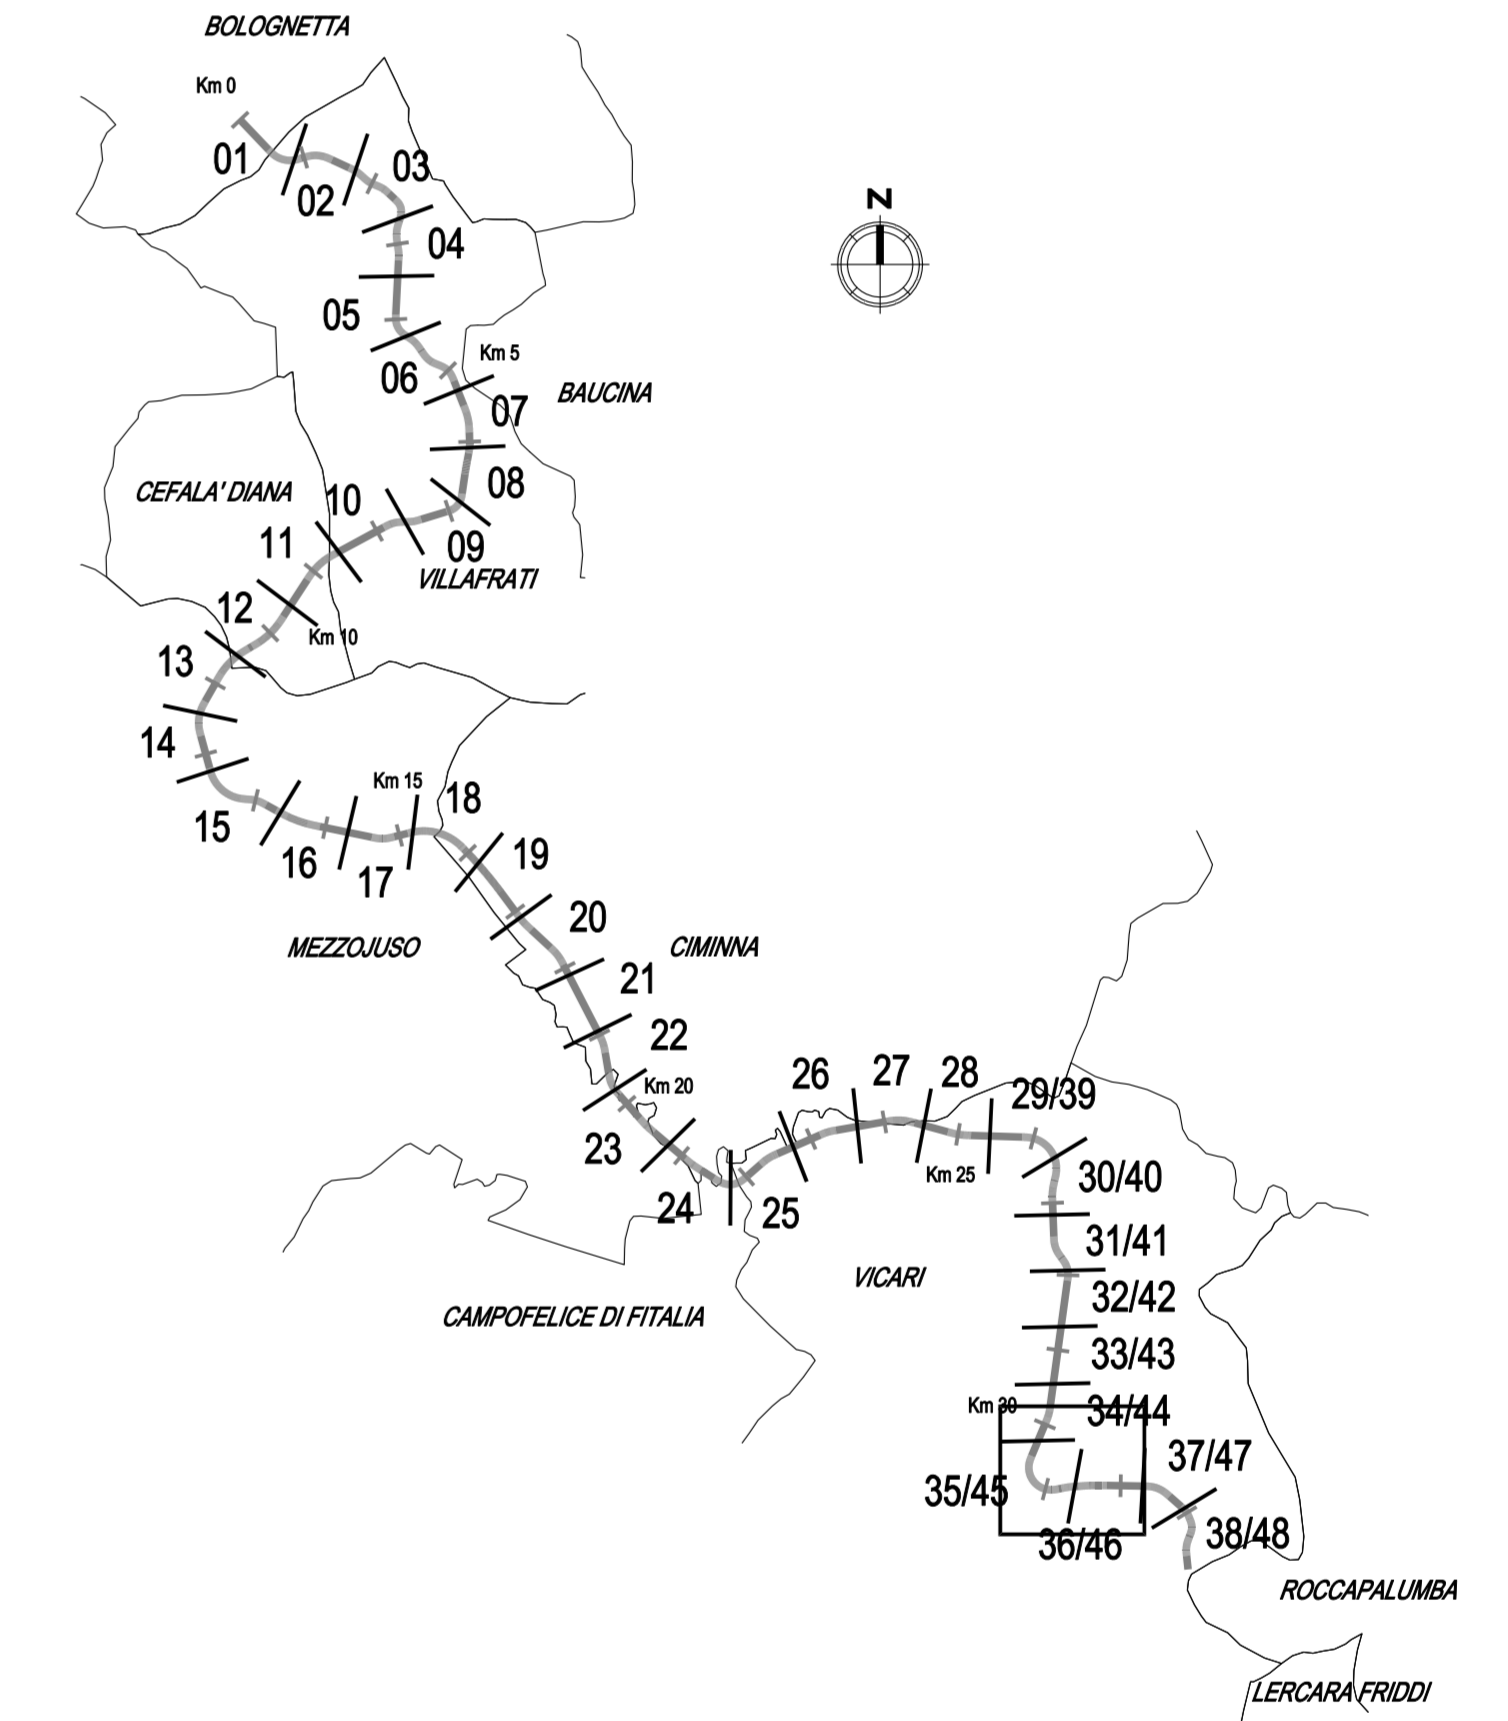 BOLOGNETTA
Km 0
01
02
03
N
04
05
06
Km 5
BAUCINA
07
CEFALA' DIANA
08
10
11
09
VILLAFRATI
12
Km 10
13
14
Km 15
18
15
16
17
19
20
MEZZOJUSO
CIMINNA
21
22
Km 20
23
24
25
26
27
28
29/39
Km 25
30/40
31/41
VICARI
32/42
CAMPOFELICE DI FITALIA
33/43
Km 30
34/44
35/45
37/47
36/46
38/48
ROCCAPALUMBA
LERCARA FRIDDI